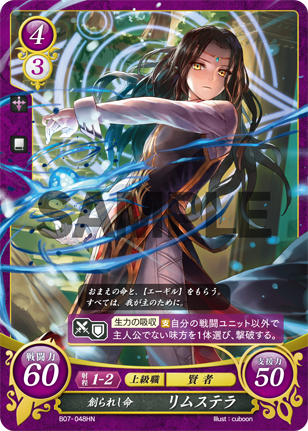 4
3
SAMPLE
おまえの命と、【エーギル】をもらう。
すべては、我が主のために。
生力の吸収 支 自分の戦闘ユニット以外で
主人公でない味方を1体選び、撃破する。
戦闘力
60
射程 1-2 上級職 賢者
支援力
50
創られし命 リムステラ
B07-048HN Illust:cuboon